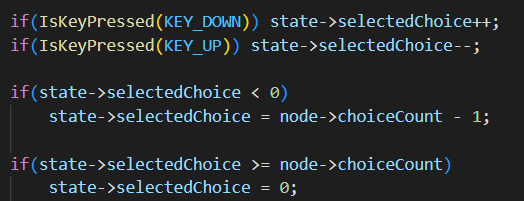 if(IsKeyPressed(KEY_DOWN)) state->selectedChoice++;
if(IsKeyPressed(KEY_UP)) state->selectedChoice--;
if(state->selectedChoice < 0)
state->selectedChoice = node->choiceCount - 1;
if(state->selectedChoice >= node->choiceCount)
state->selectedChoice = 0;